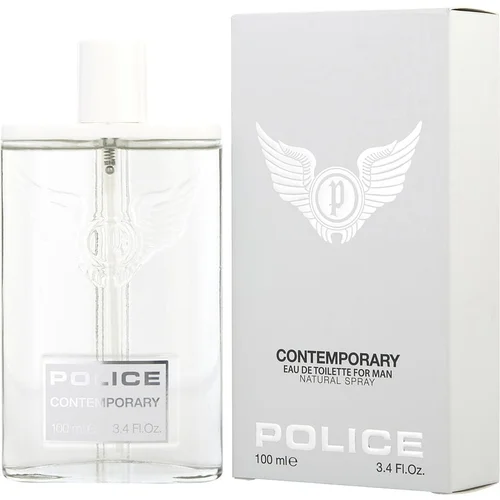 P
POLICE
CONTEMPORARY
100 ml℮ 3.4 Fl.Oz.
P
CONTEMPORARY
EAU DE TOILETTE FOR MAN
NATURAL SPRAY
POLICE
100 ml℮ 3.4 Fl.Oz.